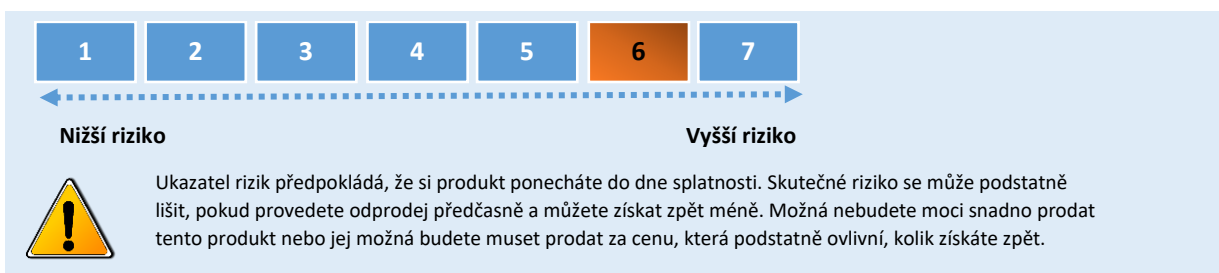 1 2 3 4 5 6 7
Nižší riziko Vyšší riziko
Ukazatel rizik předpokládá, že si produkt ponecháte do dne splatnosti. Skutečné riziko se může podstatně
lišit, pokud provedete odprodej předčasně a můžete získat zpět méně. Možná nebudete moci snadno prodat
tento produkt nebo jej možná budete muset prodat za cenu, která podstatně ovlivní, kolik získáte zpět.